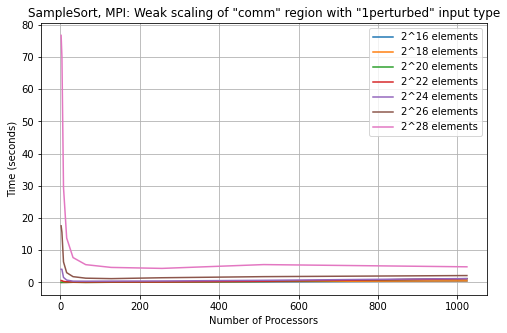 SampleSort, MPI: Weak scaling of "comm" region with "1perturbed" input type
80
70
60
50
40
30
20
10
0
Time (seconds)
2^16 elements
2^18 elements
2^20 elements
2^22 elements
2^24 elements
2^26 elements
2^28 elements
0 200 400 600 800 1000
Number of Processors